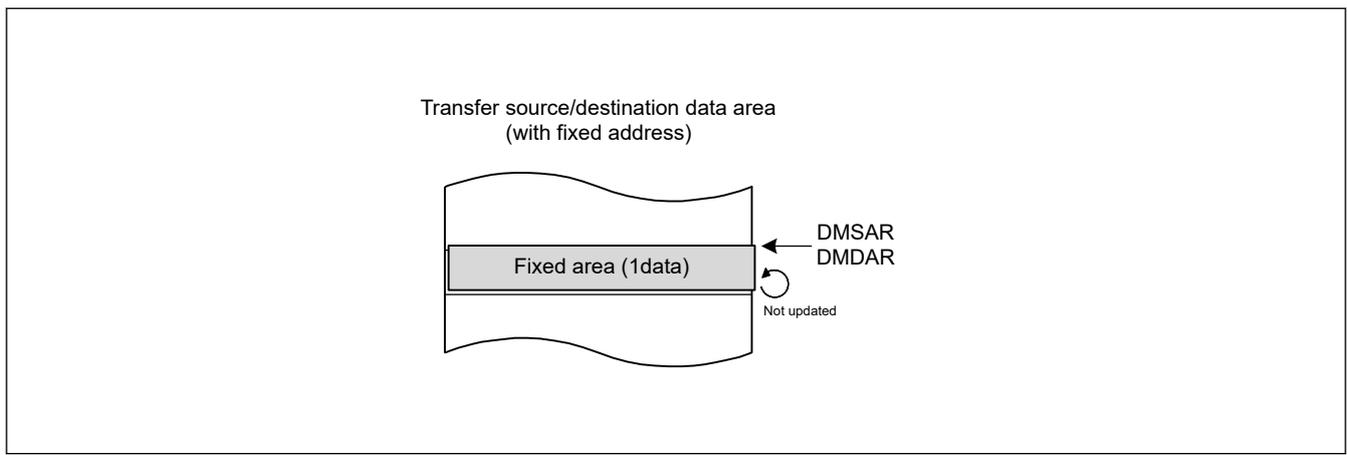 Transfer source/destination data area
(with fixed address)
DMSAR
DMDAR
Fixed area (1data)
Not updated